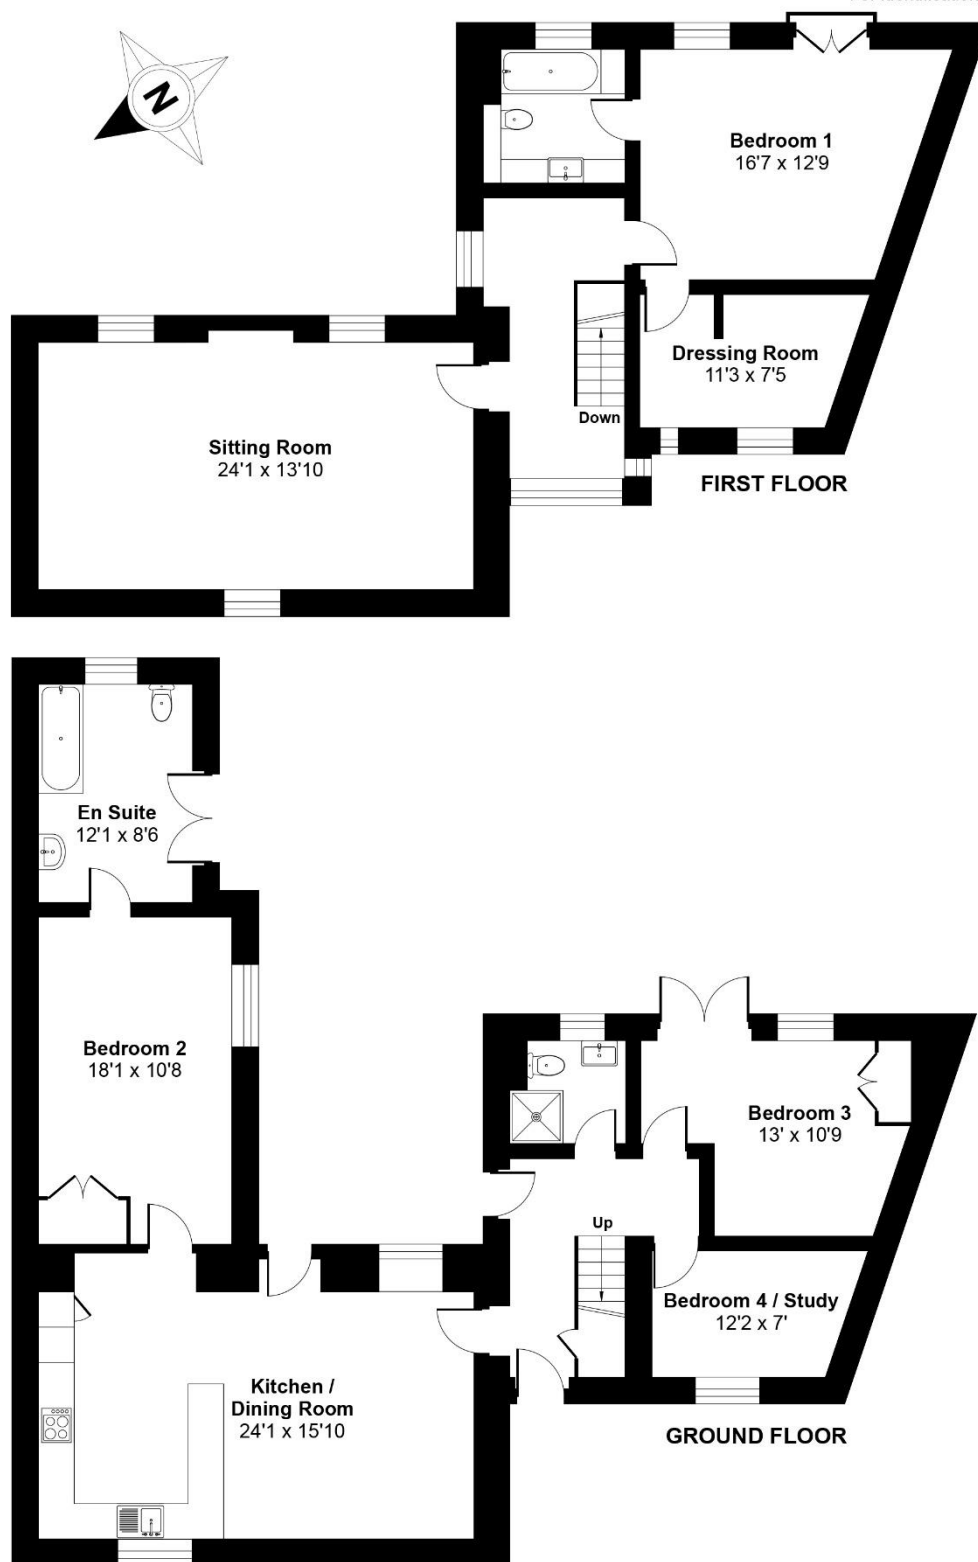 N
Bedroom 1
16'7 x 12'9
Dressing Room
11'3 x 7'5
Down
Sitting Room
24'1 x 13'10
FIRST FLOOR
En Suite
12'1 x 8'6
Bedroom 2
18'1 x 10'8
Bedroom 3
13' x 10'9
Up
Bedroom 4 / Study
12'2 x 7'
Kitchen /
Dining Room
24'1 x 15'10
GROUND FLOOR